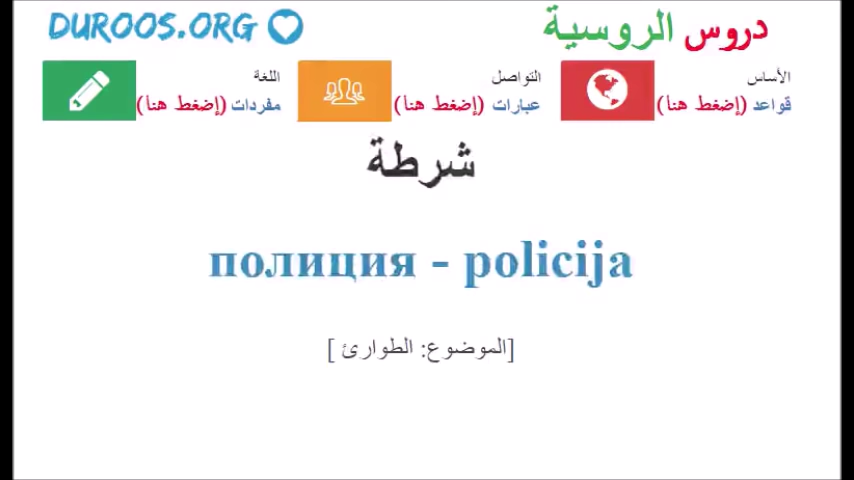 DUROOS.ORG
دروس الروسية
الأساس
قواعد (إضغط هنا)
التواصل
عبارات (إضغط هنا)
اللغة
مفردات (إضغط هنا)
شرطة
полиция - policija
[الموضوع: الطوارئ ]